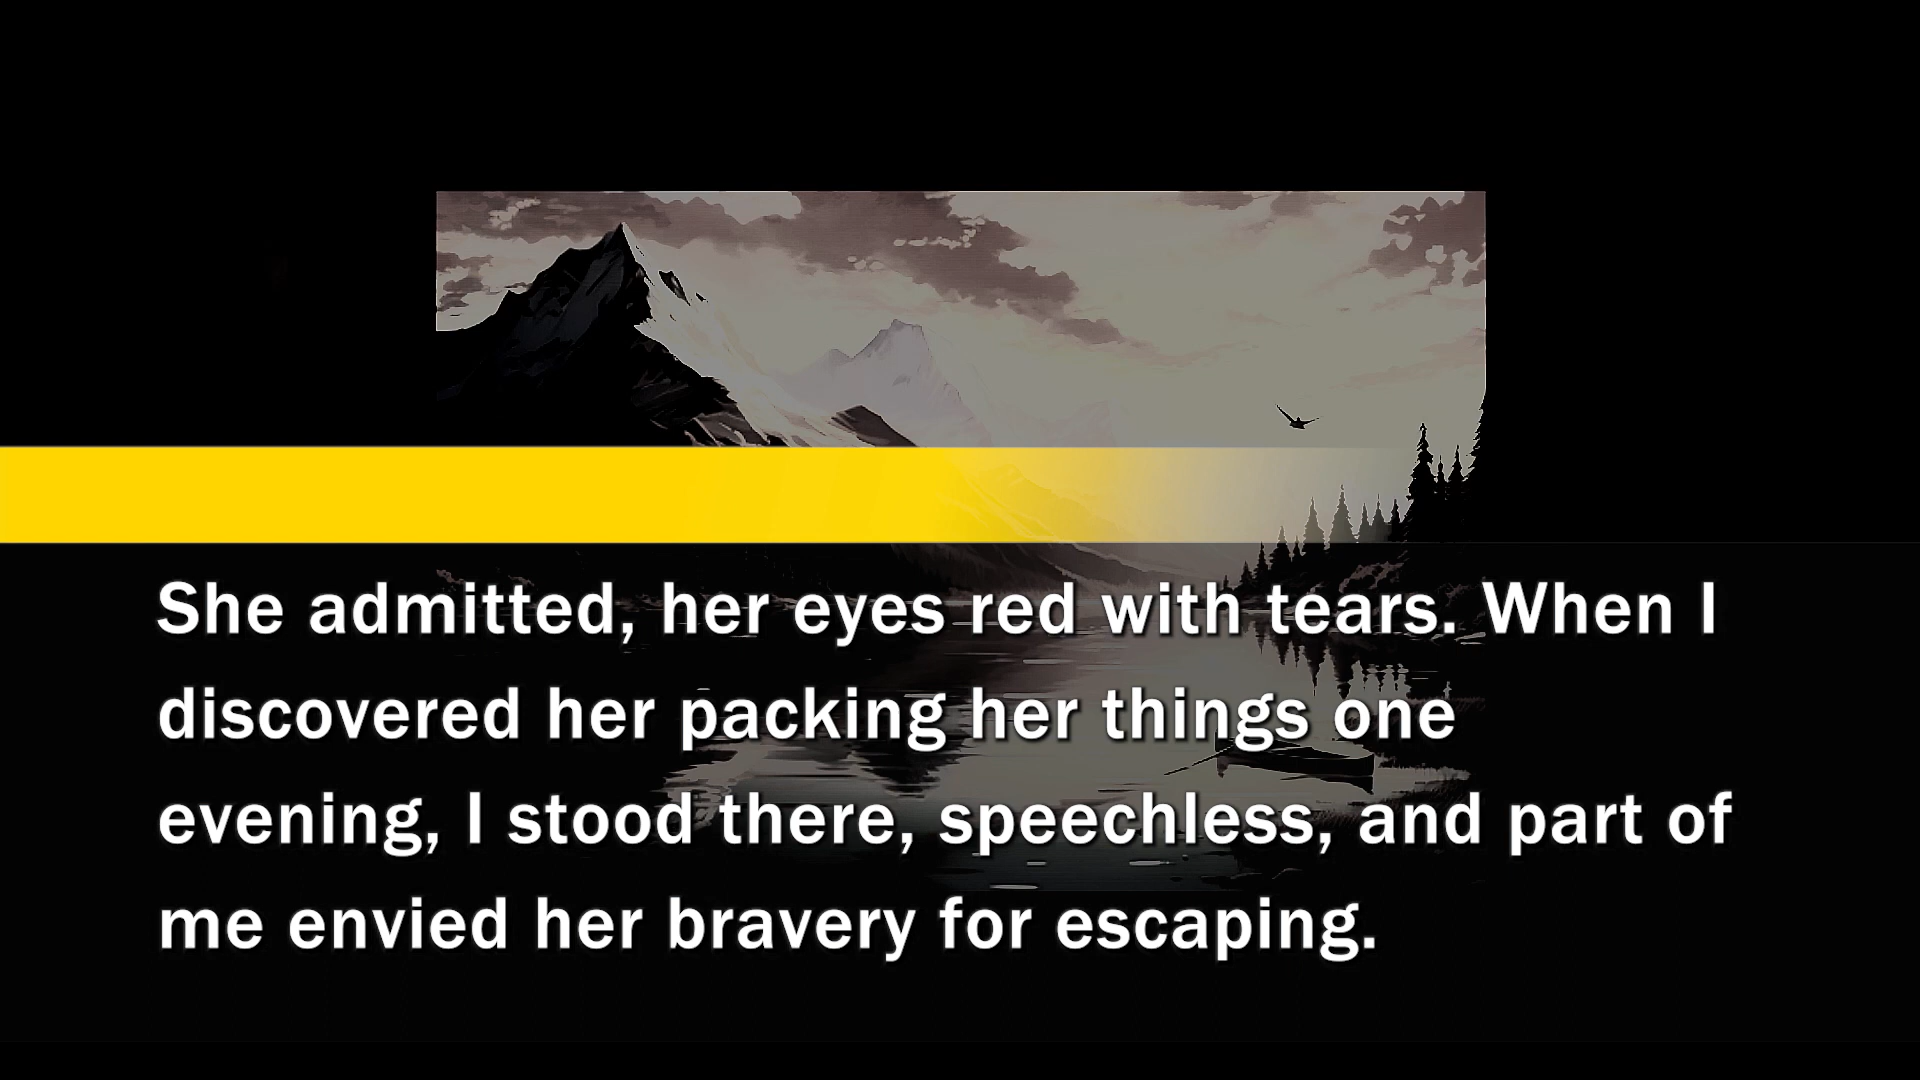 She admitted, her eyes red with tears. When I
discovered her packing her things one
evening, I stood there, speechless, and part of
me envied her bravery for escaping.